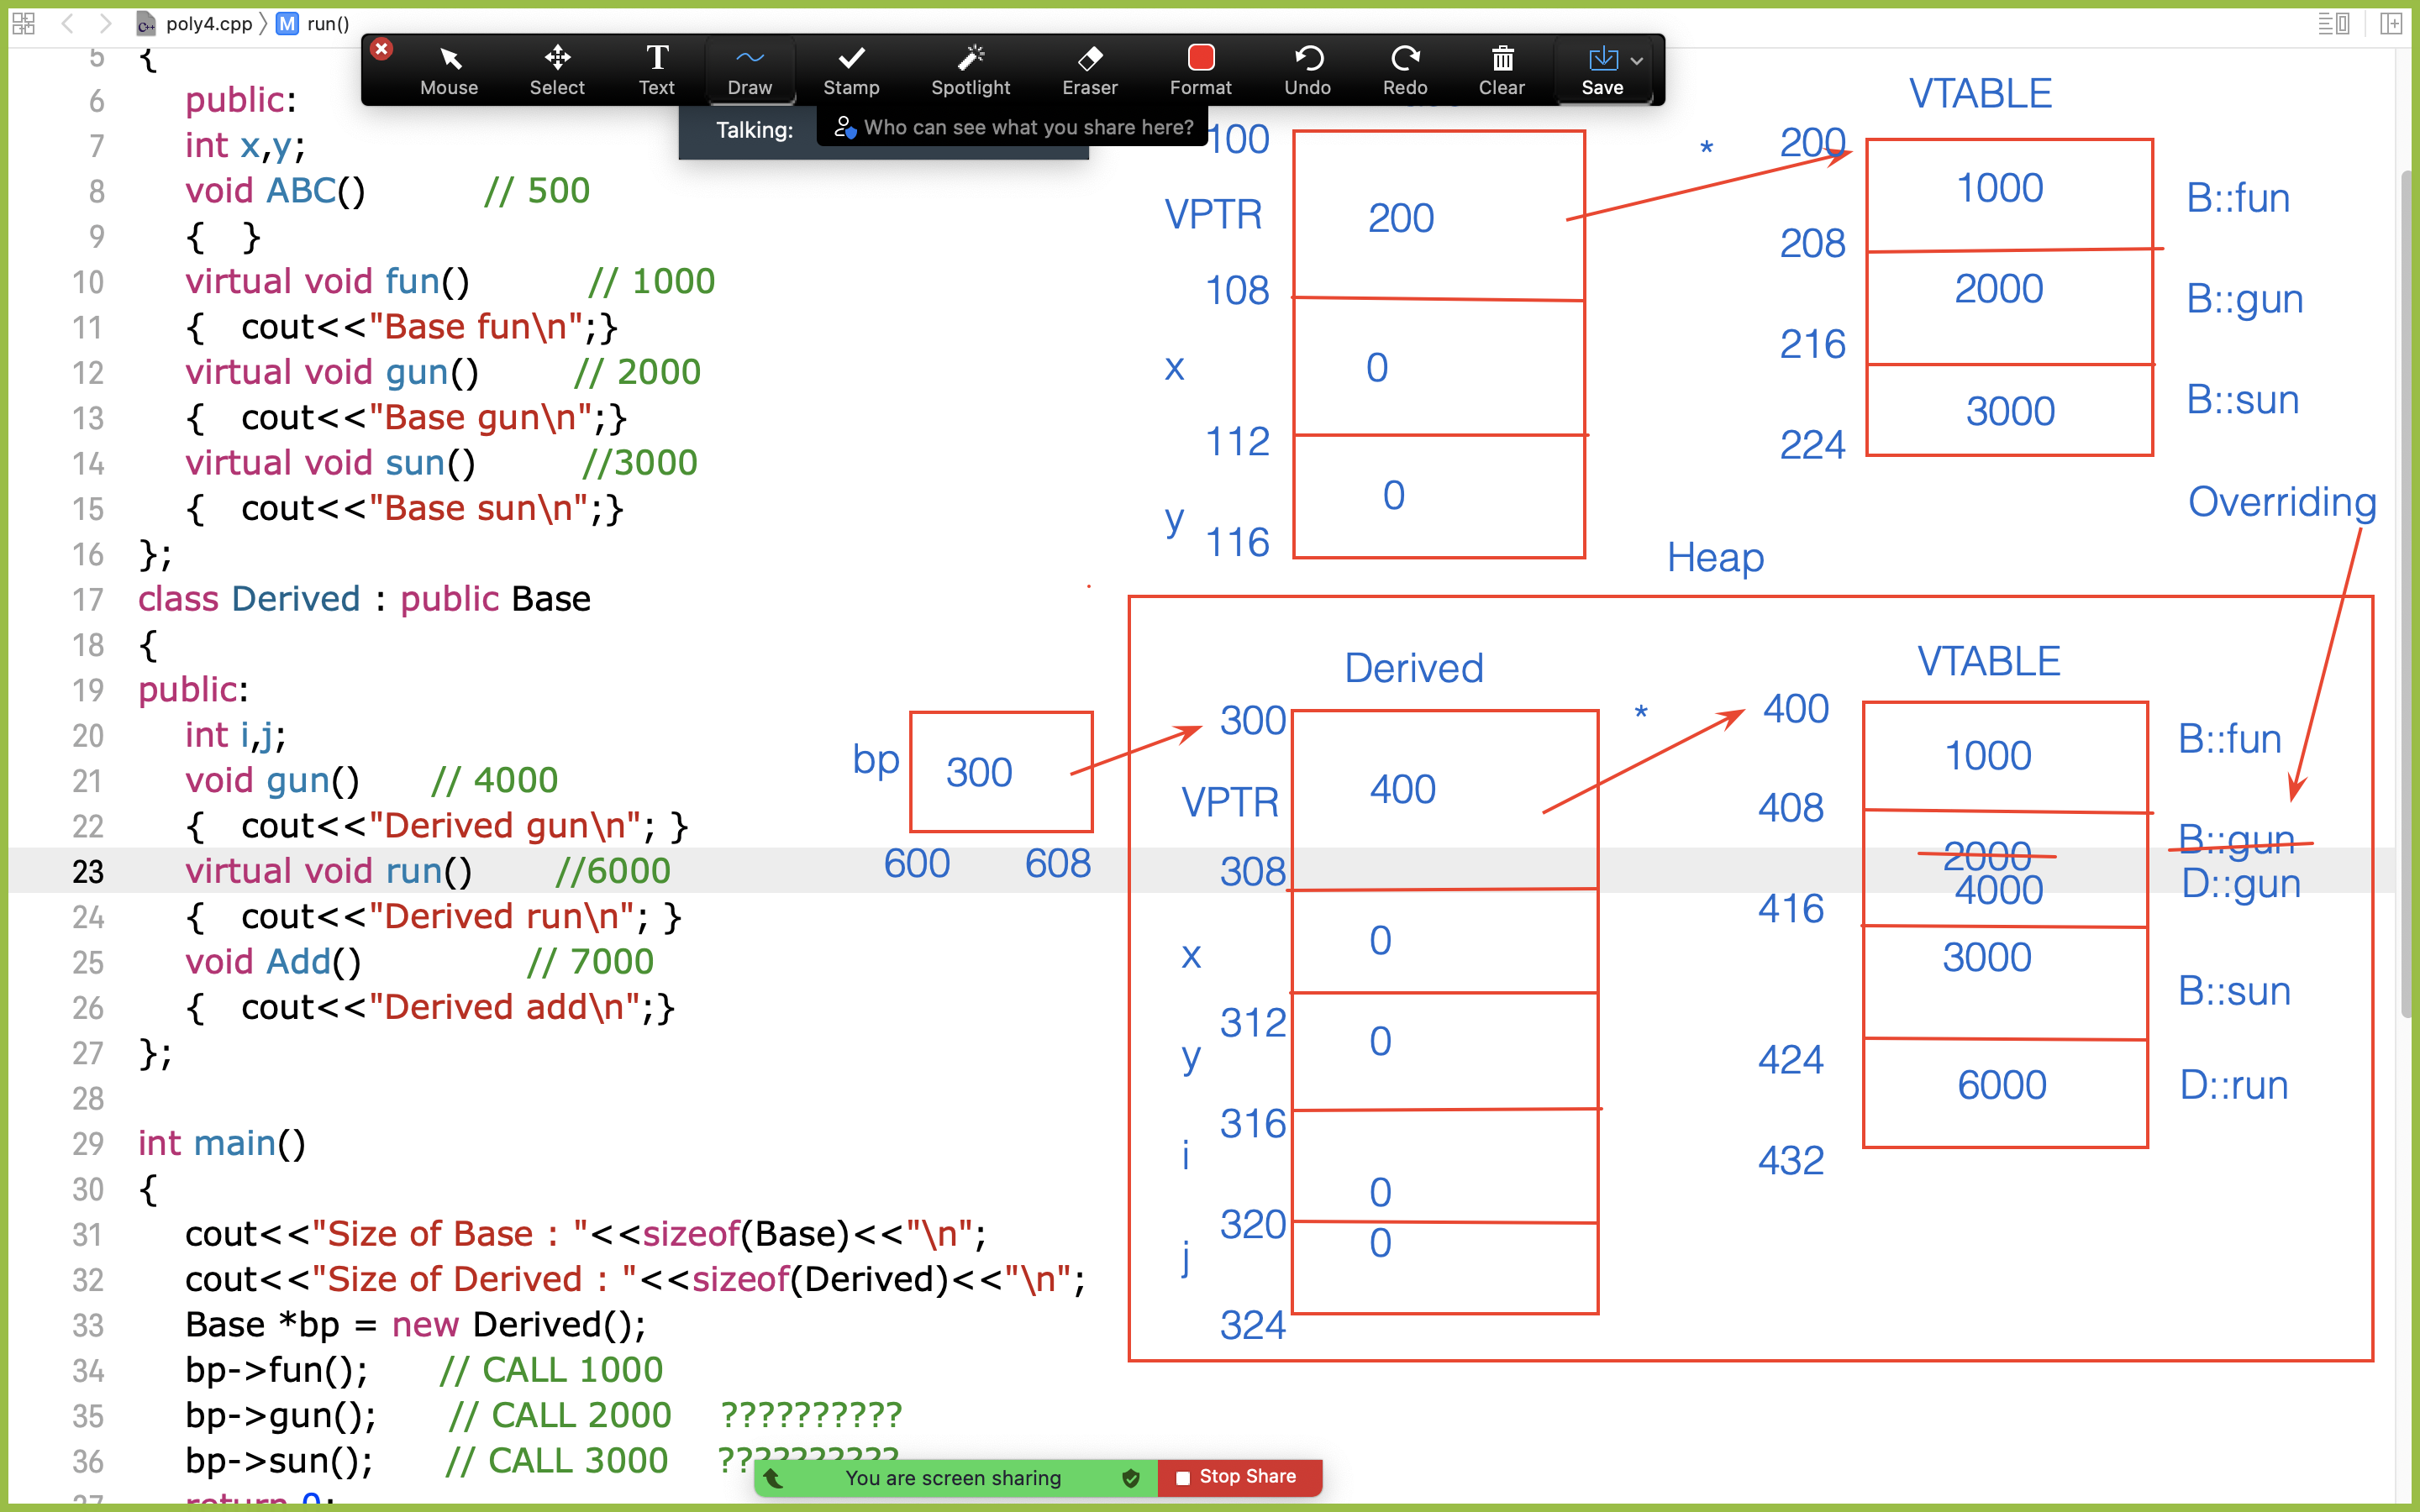 poly4.cpp 〉 M run()
Mouse Select Text Draw Stamp Spotlight Eraser Format Undo Redo Clear Save
Talking:
Who can see what you share here?
5 {
6 public:
7 int x,y;
8 void ABC() // 500
9 { }
10 virtual void fun() // 1000
11 { cout<<"Base fun\n";}
12 virtual void gun() // 2000
13 { cout<<"Base gun\n";}
14 virtual void sun() //3000
15 { cout<<"Base sun\n";}
16 };
17 class Derived : public Base
18 {
19 public:
20 int i,j;
21 void gun() // 4000
22 { cout<<"Derived gun\n"; }
23 virtual void run() //6000
24 { cout<<"Derived run\n"; }
25 void Add() // 7000
26 { cout<<"Derived add\n";}
27 };
28
29 int main()
30 {
31 cout<<"Size of Base : "<<sizeof(Base)<<"\n";
32 cout<<"Size of Derived : "<<sizeof(Derived)<<"\n";
33 Base *bp = new Derived();
34 bp->fun(); // CALL 1000
35 bp->gun(); // CALL 2000 ??????????
36 bp->sun(); // CALL 3000 ??????????
37 return 0;
100
VPTR 200
108
x 0
112
y 0
116
*
VTABLE
200
1000 B::fun
208
2000 B::gun
216
3000 B::sun
224
Overriding
Heap
bp 300
600 608
Derived
300
VPTR 400
308
x 0
312
y 0
316
i 0
320
j 0
324
*
VTABLE
400
1000 B::fun
408
2000 B::gun
4000 D::gun
416
3000 B::sun
424
6000 D::run
432
You are screen sharing
Stop Share